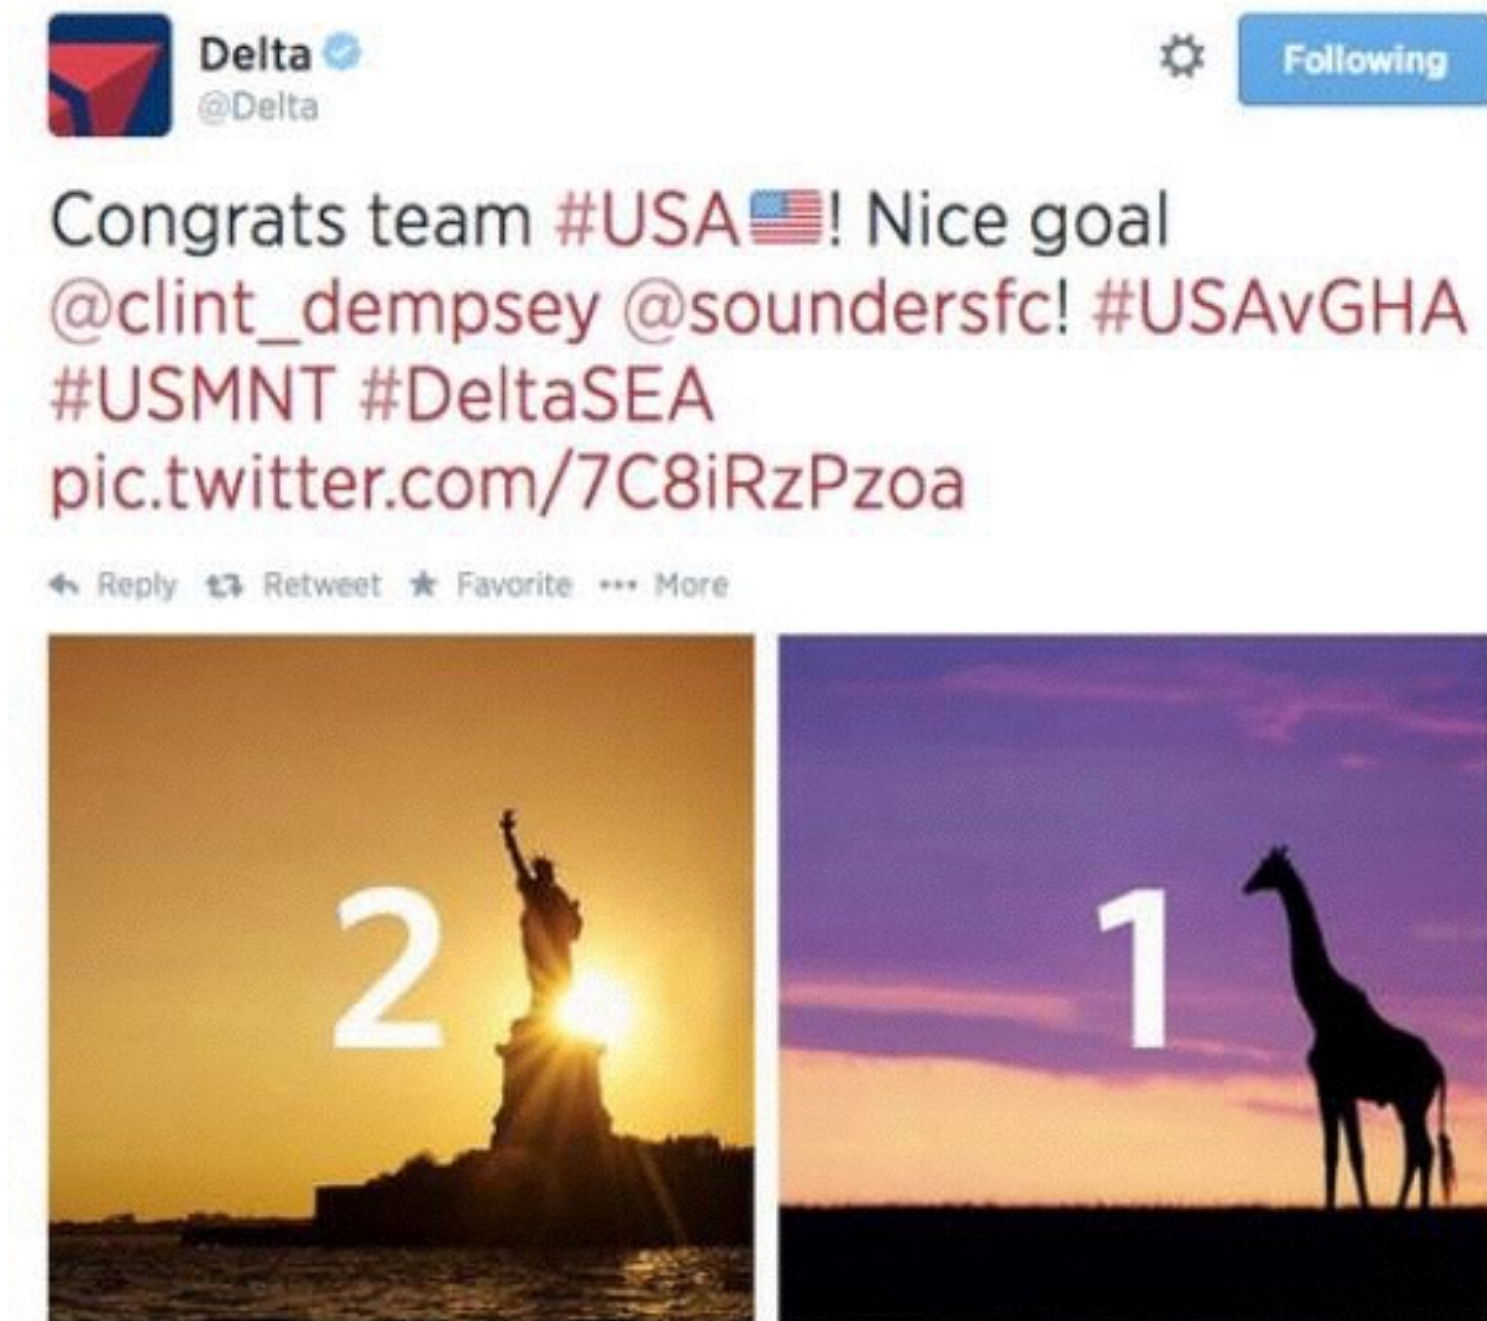 Delta
@Delta
Following
Congrats team #USA🇺🇸! Nice goal
@clint_dempsey @soundersfc! #USAvGHA
#USMNT #DeltaSEA
pic.twitter.com/7C8iRzPzoa
Reply Retweet Favorite ••• More
2
1